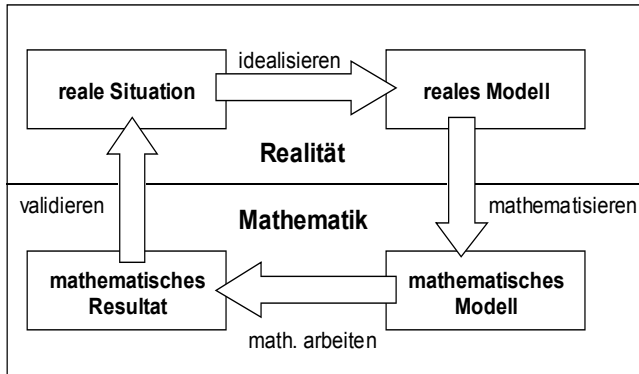 idealisieren
reale Situation
reales Modell
Realität
validieren
mathematisieren
Mathematik
mathematisches
Resultat
mathematisches
Modell
math. arbeiten